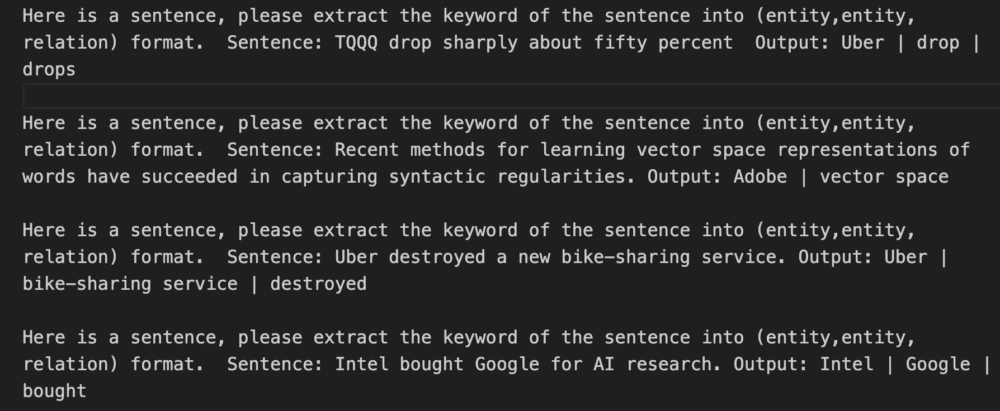 Here is a sentence, please extract the keyword of the sentence into (entity,entity,
relation) format.  Sentence: TQQQ drop sharply about fifty percent  Output: Uber | drop |
drops
Here is a sentence, please extract the keyword of the sentence into (entity,entity,
relation) format.  Sentence: Recent methods for learning vector space representations of
words have succeeded in capturing syntactic regularities. Output: Adobe | vector space
Here is a sentence, please extract the keyword of the sentence into (entity,entity,
relation) format.  Sentence: Uber destroyed a new bike-sharing service. Output: Uber |
bike-sharing service | destroyed
Here is a sentence, please extract the keyword of the sentence into (entity,entity,
relation) format.  Sentence: Intel bought Google for AI research. Output: Intel | Google |
bought